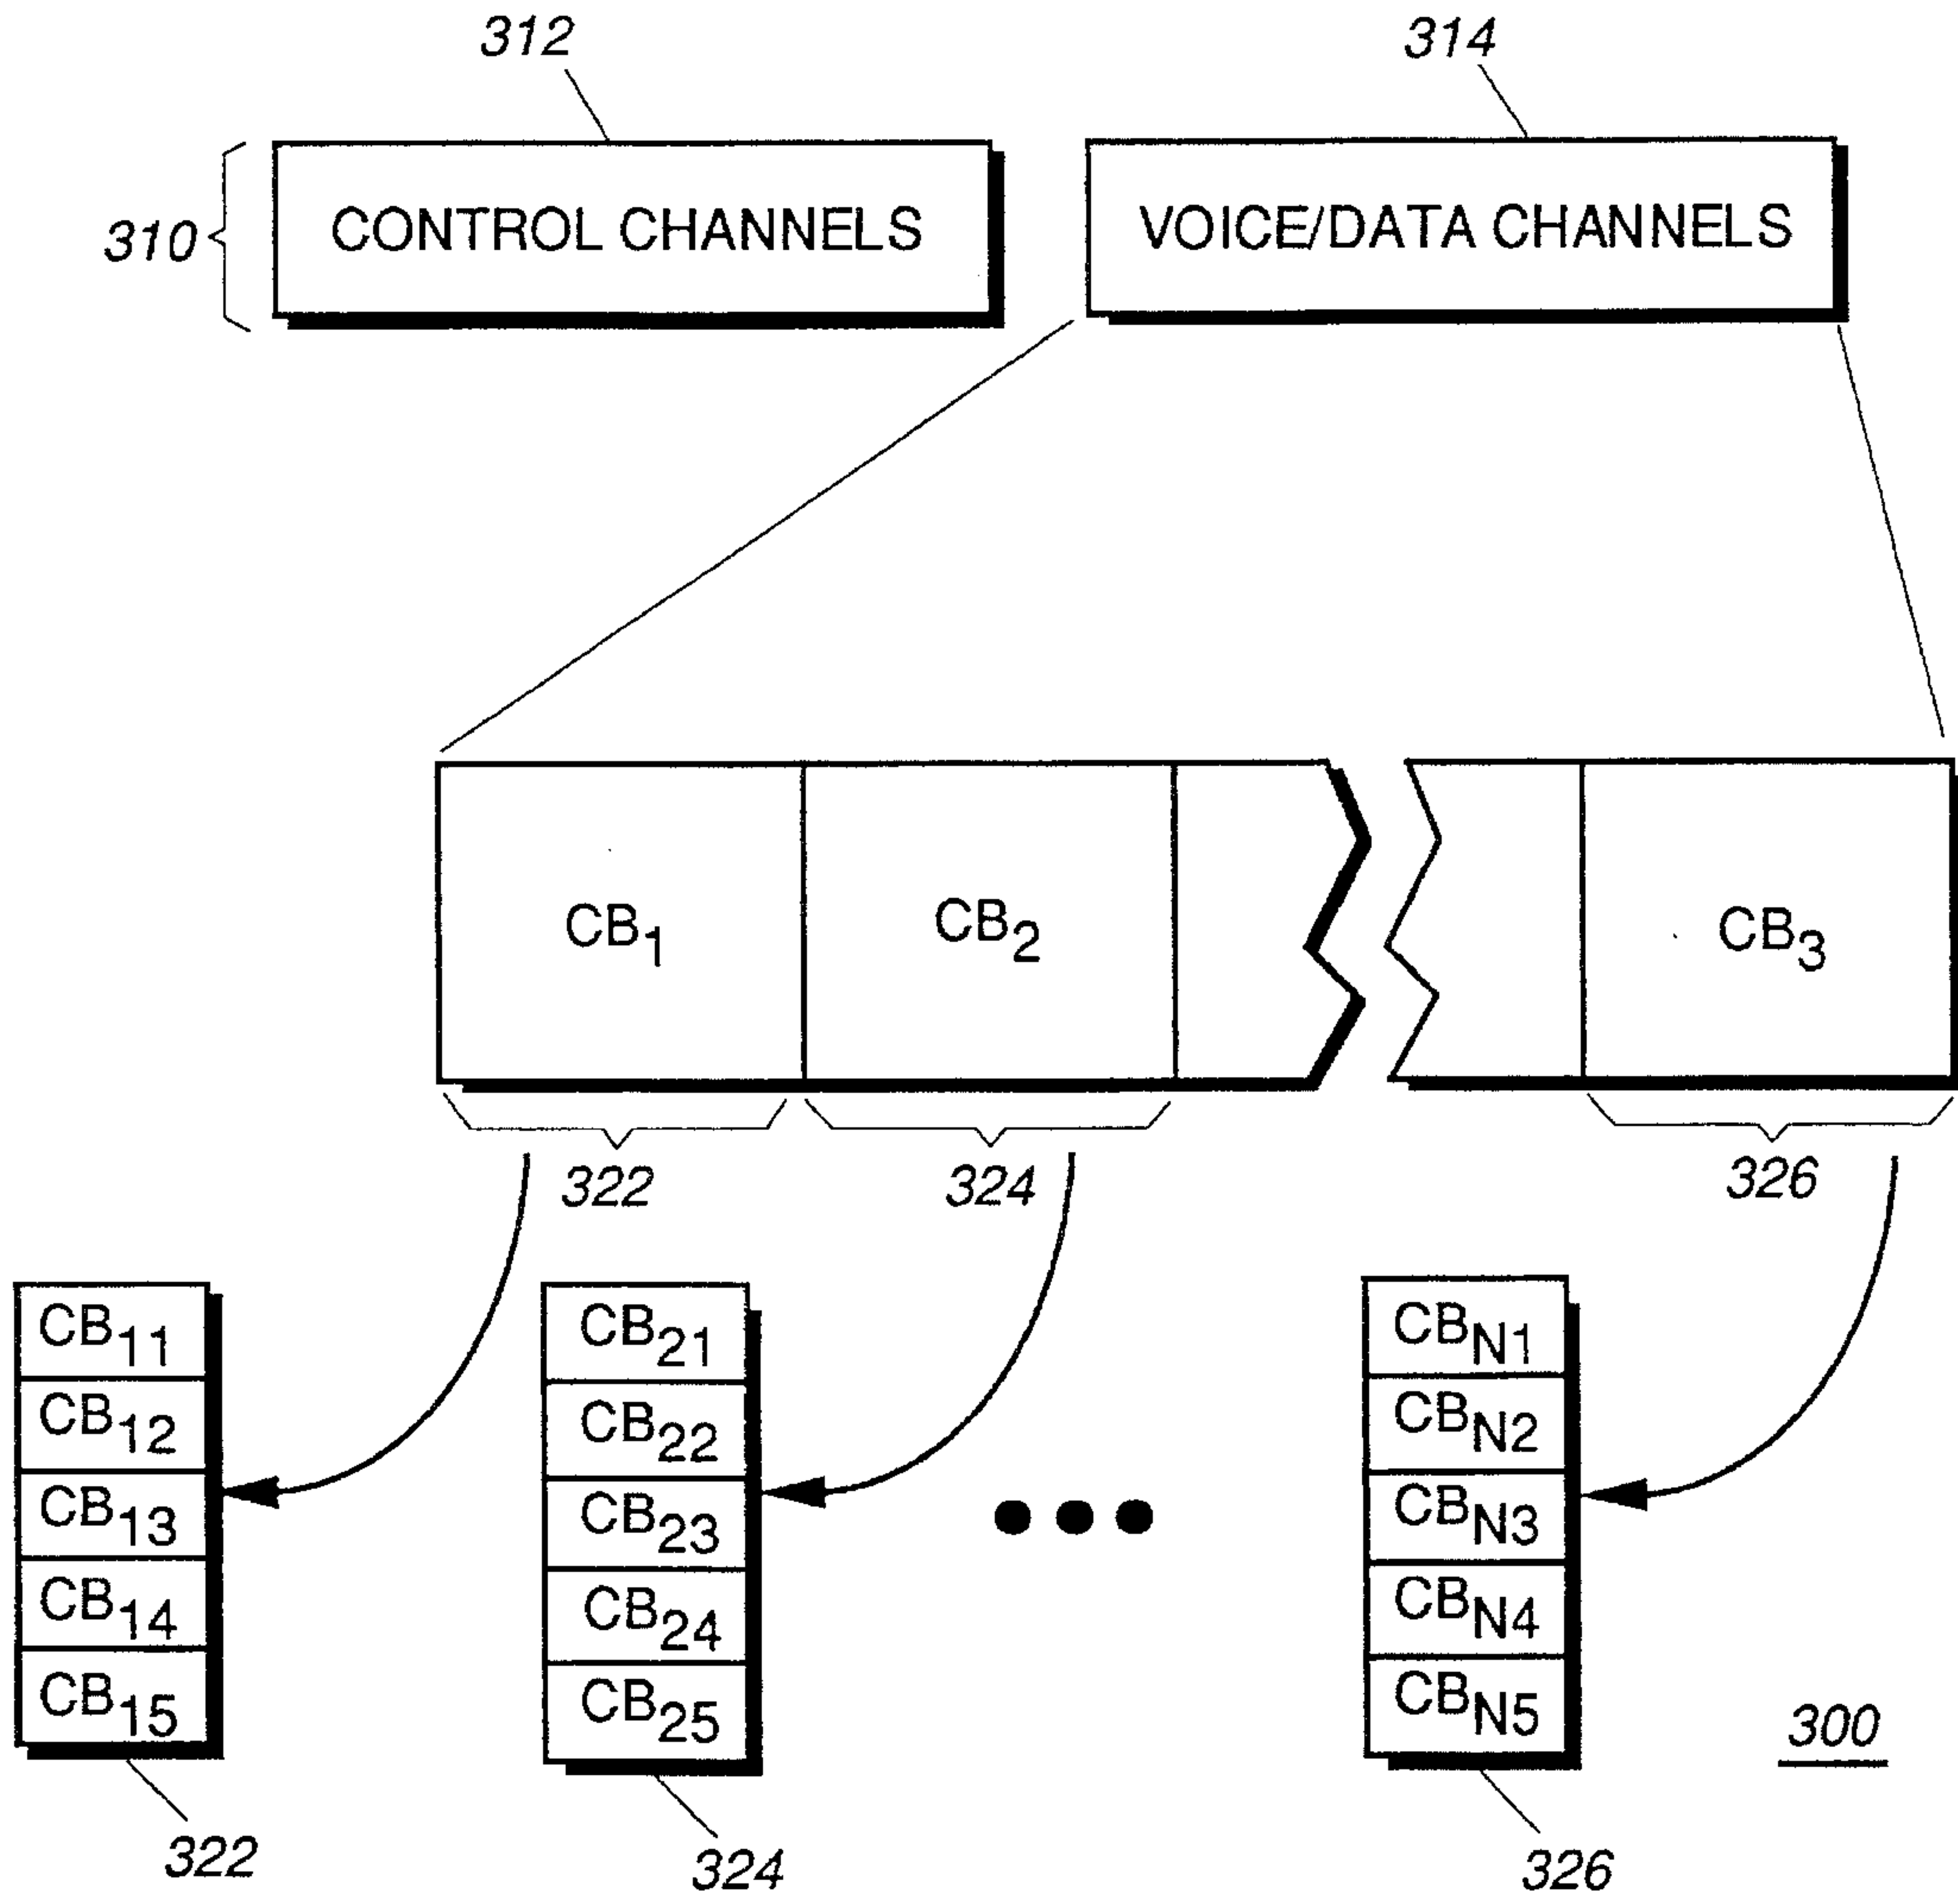 312
314
310
CONTROL CHANNELS
VOICE/DATA CHANNELS
CB1
CB2
CB3
322
324
326
CB11
CB12
CB13
CB14
CB15
CB21
CB22
CB23
CB24
CB25
CBN1
CBN2
CBN3
CBN4
CBN5
300
322
324
326